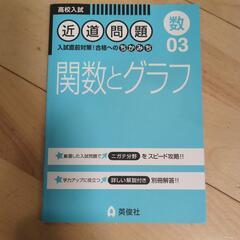 高校入試
近道問題
入試直前対策!合格へのちかみち
数
03
関数とグラフ
厳選した入試問題でニガテ分野をスピード攻略!!
学力アップに役立つ詳しい解説付き別冊解答!!
英俊社